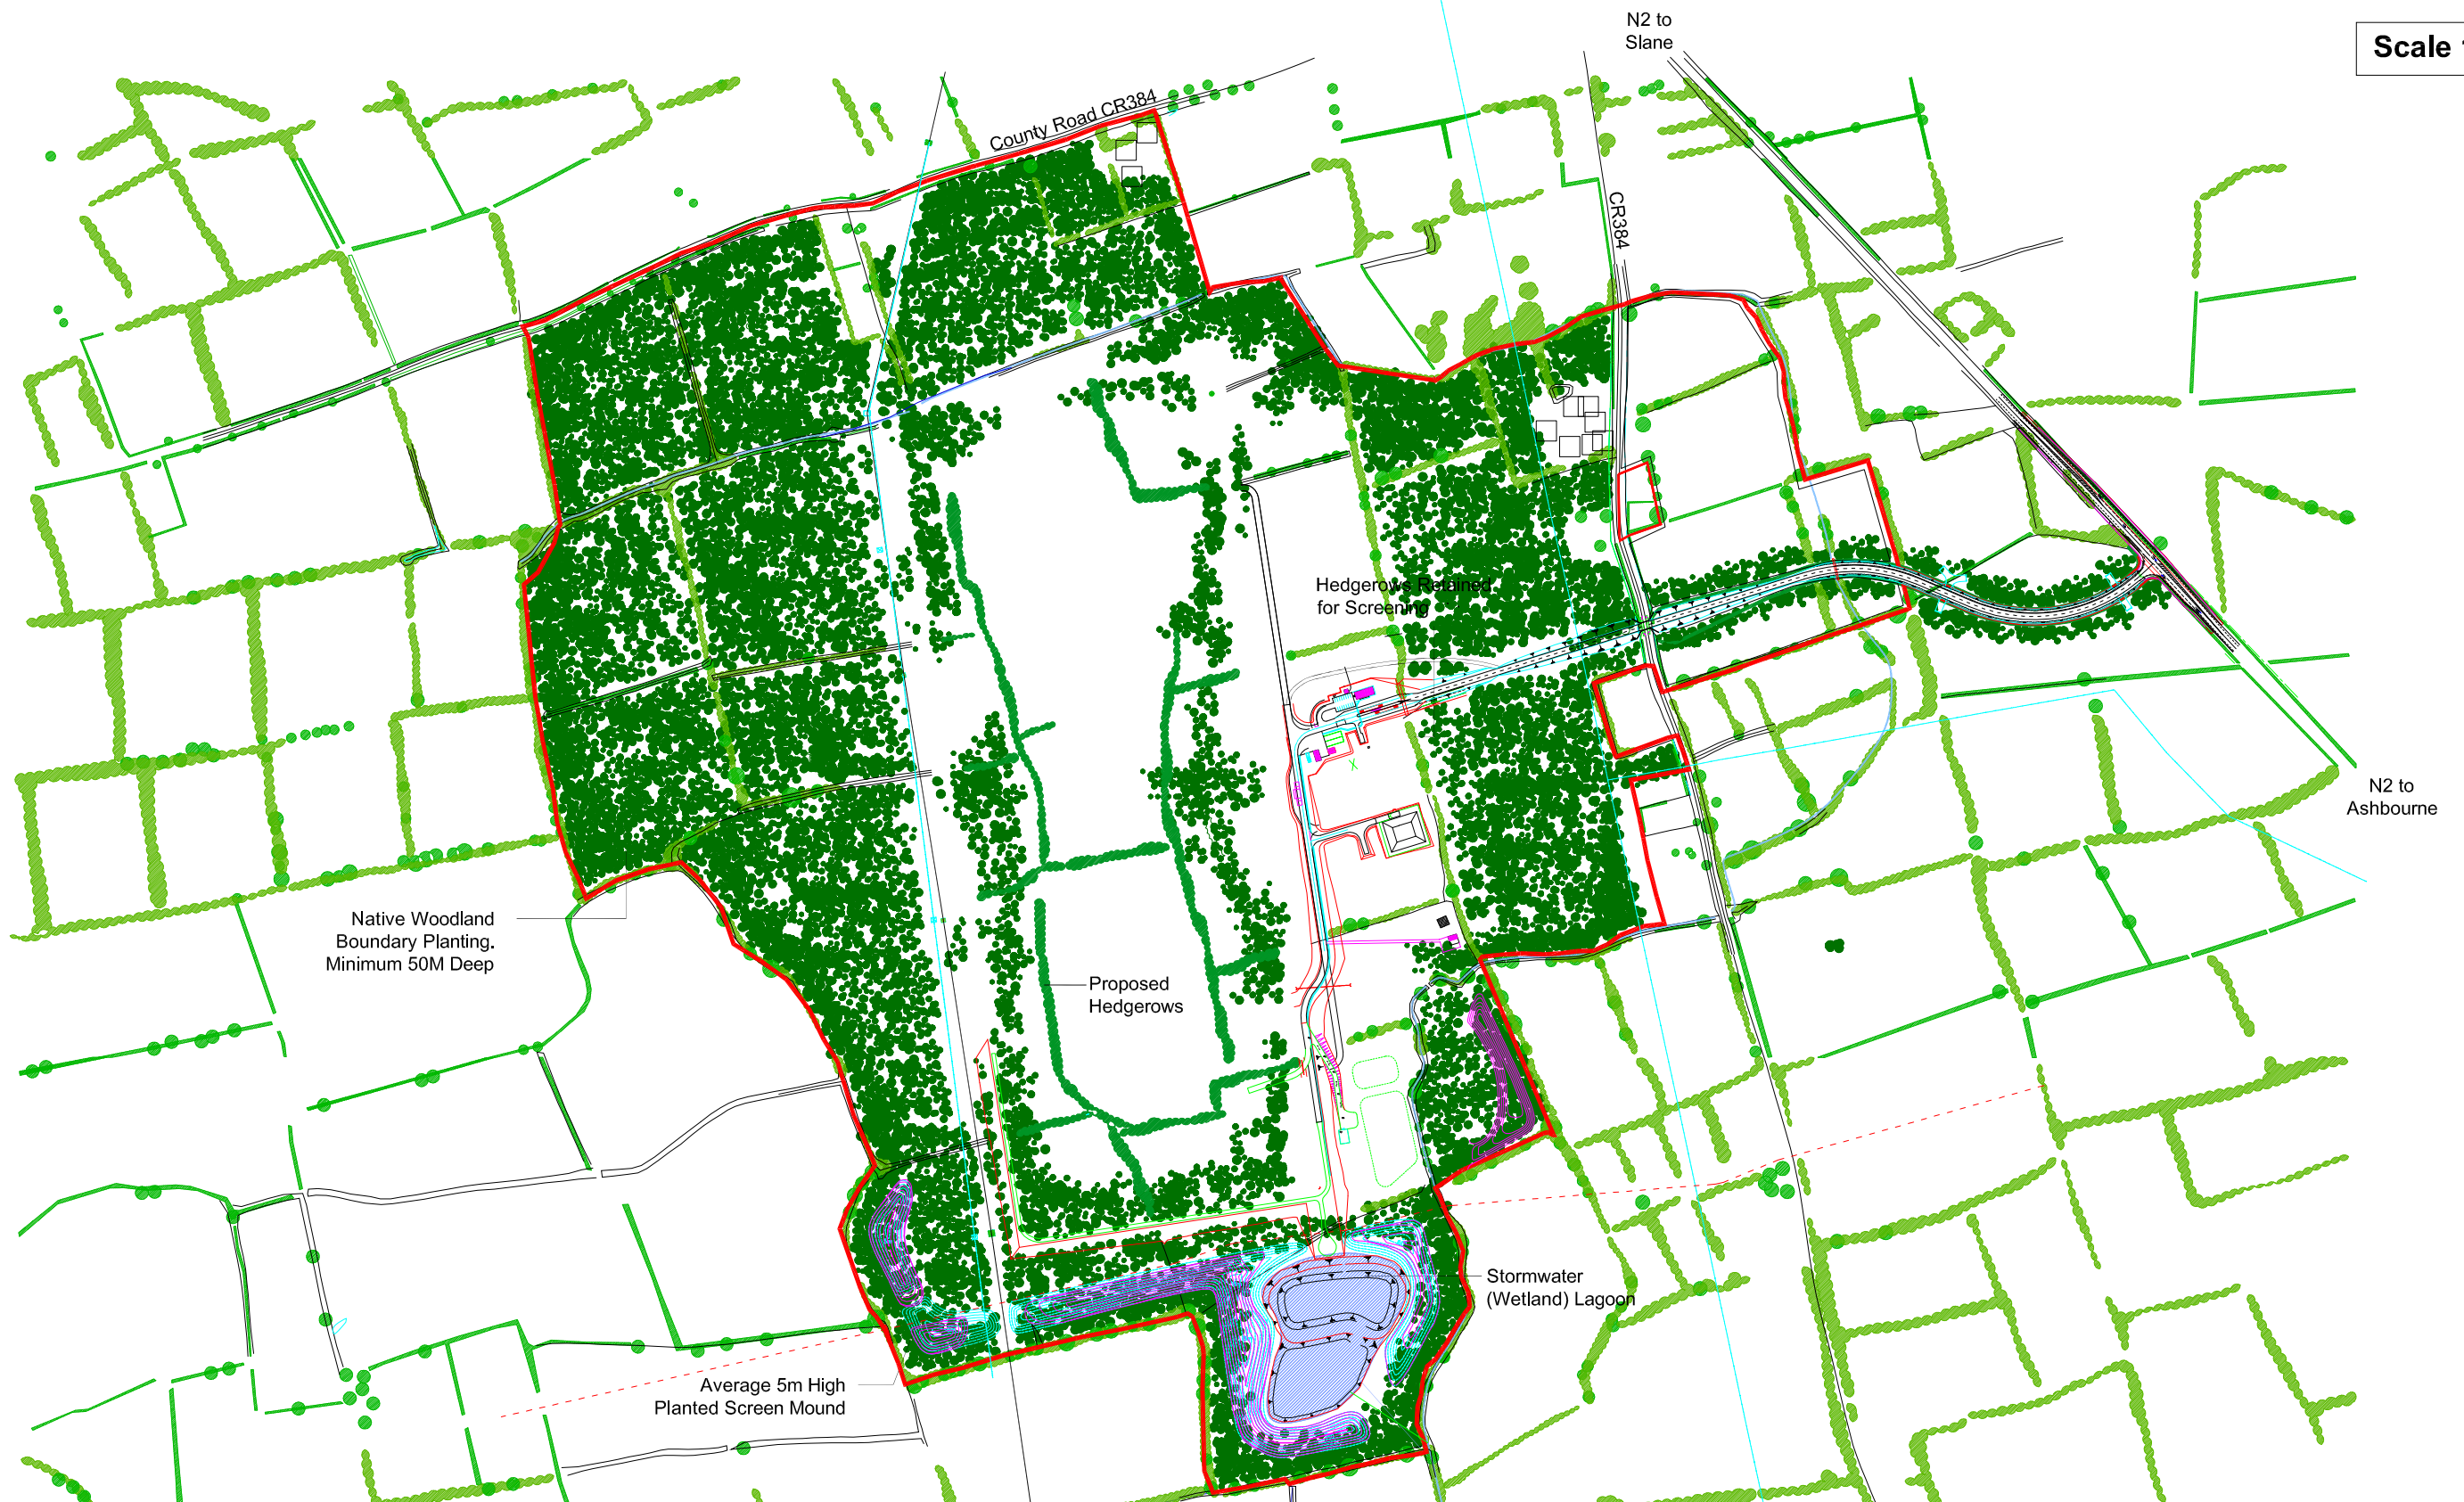 N2 to
Slane
Scale
County Road CR384
CR384
Hedgerows Retained
for Screening
N2 to
Ashbourne
Native Woodland
Boundary Planting.
Minimum 50M Deep
Proposed
Hedgerows
Stormwater
(Wetland) Lagoon
Average 5m High
Planted Screen Mound